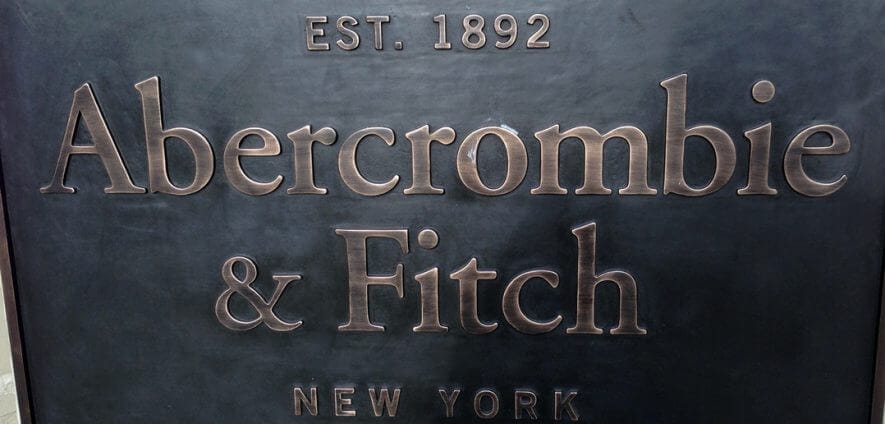 EST. 1892
Abercrombie
& Fitch
NEW YORK